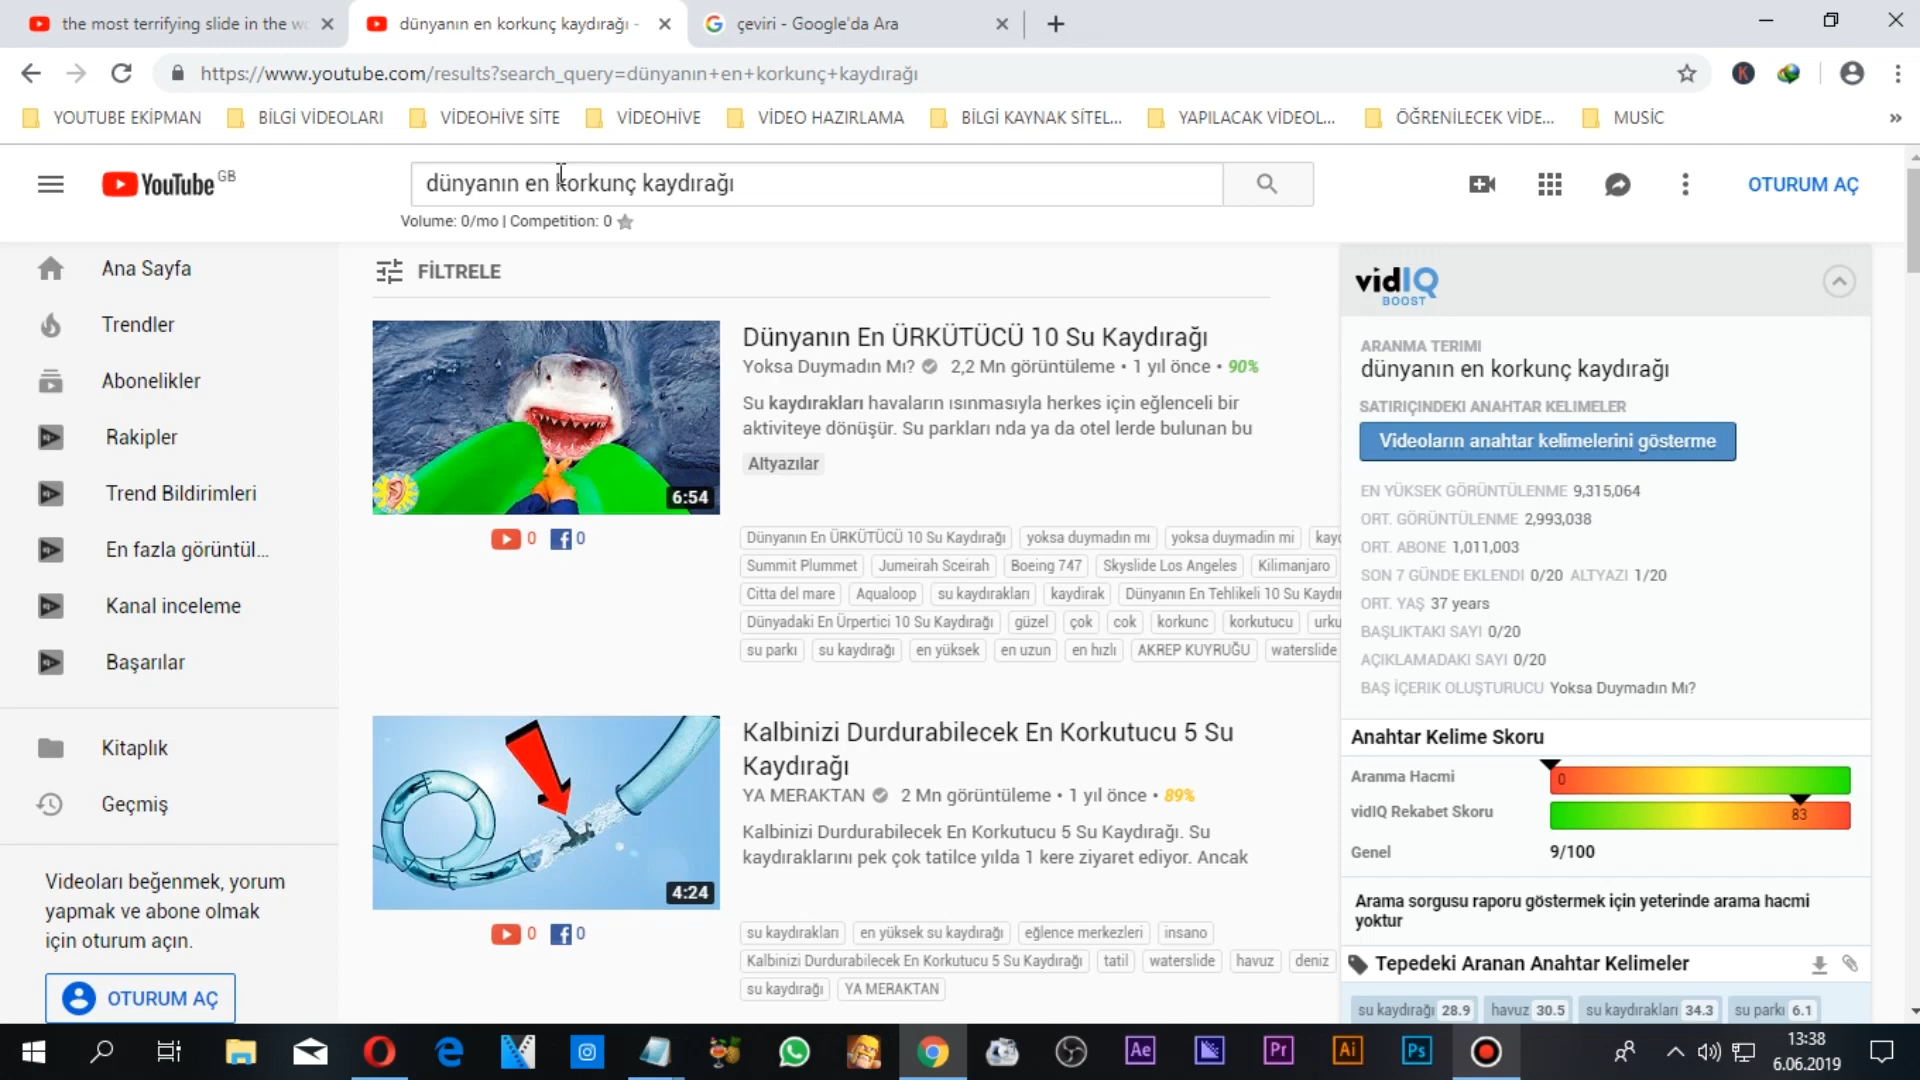 the most terrifying slide in the wo
dünyanın en korkunç kaydırağı -
çeviri - Google'da Ara
https://www.youtube.com/results?search_query=dünyanın+en+korkunç+kaydırağı
YOUTUBE EKİPMAN
BİLGİ VİDEOLARI
VİDEOHİVE SİTE
VİDEOHİVE
VİDEO HAZIRLAMA
BİLGİ KAYNAK SİTEL...
YAPILACAK VİDEOL...
ÖĞRENİLECEK VİDE...
MUSİC
YouTube GB
dünyanın en korkunç kaydırağı
OTURUM AÇ
Volume: 0/mo | Competition: 0
Ana Sayfa
Trendler
Abonelikler
Rakipler
Trend Bildirimleri
En fazla görüntül...
Kanal inceleme
Başarılar
Kitaplık
Geçmiş
Videoları beğenmek, yorum
yapmak ve abone olmak
için oturum açın.
OTURUM AÇ
FİLTRELE
6:54
0 0
Dünyanın En ÜRKÜTÜCÜ 10 Su Kaydırağı
Yoksa Duymadın Mı? 2,2 Mn görüntüleme • 1 yıl önce • 90%
Su kaydırakları havaların ısınmasıyla herkes için eğlenceli bir
aktiviteye dönüşür. Su parkları nda ya da otel lerde bulunan bu
Altyazılar
Dünyanın En ÜRKÜTÜCÜ 10 Su Kaydırağı yoksa duymadın mı yoksa duymadin mi kayd
Summit Plummet Jumeirah Sceirah Boeing 747 Skyslide Los Angeles Kilimanjaro
Citta del mare Aqualoop su kaydırakları kaydirak Dünyanın En Tehlikeli 10 Su Kaydı
Dünyadaki En Ürpertici 10 Su Kaydırağı güzel çok cok korkunc korkutucu urku
su parkı su kaydırağı en yüksek en uzun en hızlı AKREP KUYRUĞU waterslide
4:24
0 0
Kalbinizi Durdurabilecek En Korkutucu 5 Su
Kaydırağı
YA MERAKTAN 2 Mn görüntüleme • 1 yıl önce • 89%
Kalbinizi Durdurabilecek En Korkutucu 5 Su Kaydırağı. Su
kaydıraklarını pek çok tatilce yılda 1 kere ziyaret ediyor. Ancak
su kaydırakları en yüksek su kaydırağı eğlence merkezleri insano
Kalbinizi Durdurabilecek En Korkutucu 5 Su Kaydırağı tatil waterslide havuz deniz
su kaydırağı YA MERAKTAN
vidIQ
BOOST
ARANMA TERIMI
dünyanın en korkunç kaydırağı
SATIRIÇINDEKI ANAHTAR KELIMELER
Videoların anahtar kelimelerini gösterme
EN YÜKSEK GÖRÜNTÜLENME 9,315,064
ORT. GÖRÜNTÜLENME 2,993,038
ORT. ABONE 1,011,003
SON 7 GÜNDE EKLENDI 0/20 ALTYAZI 1/20
ORT. YAŞ 37 years
BAŞLIKTAKI SAYI 0/20
AÇIKLAMADAKI SAYI 0/20
BAŞ İÇERIK OLUŞTURUCU Yoksa Duymadın Mı?
Anahtar Kelime Skoru
Aranma Hacmi 0
vidIQ Rekabet Skoru 83
Genel 9/100
Arama sorgusu raporu göstermek için yeterinde arama hacmi
yoktur
Tepedeki Aranan Anahtar Kelimeler
su kaydırağı 28.9 havuz 30.5 su kaydırakları 34.3 su parkı 6.1
Ae
Pr
Ai
Ps
13:38
6.06.2019